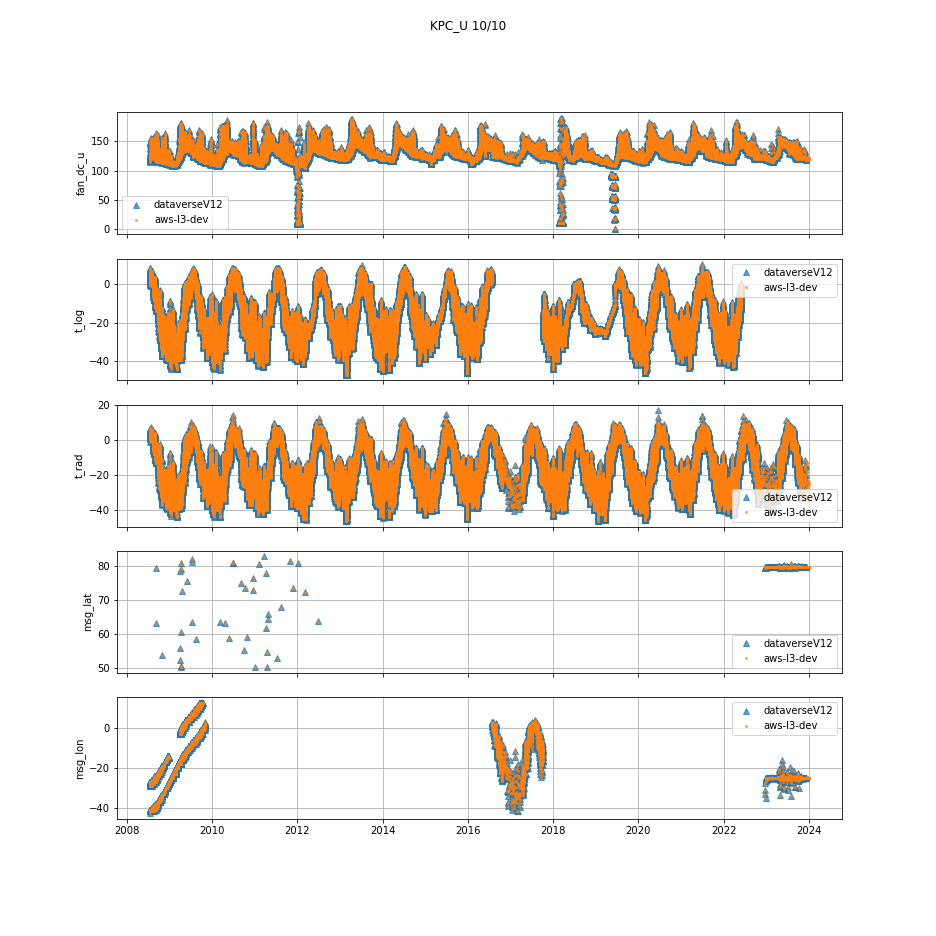 KPC_U 10/10
fan_dc_u
150
100
50
0
dataverseV12
aws-l3-dev
t_log
0
−20
−40
dataverseV12
aws-l3-dev
t_rad
20
0
−20
−40
dataverseV12
aws-l3-dev
msg_lat
80
70
60
50
dataverseV12
aws-l3-dev
msg_lon
0
−20
−40
dataverseV12
aws-l3-dev
2008 2010 2012 2014 2016 2018 2020 2022 2024